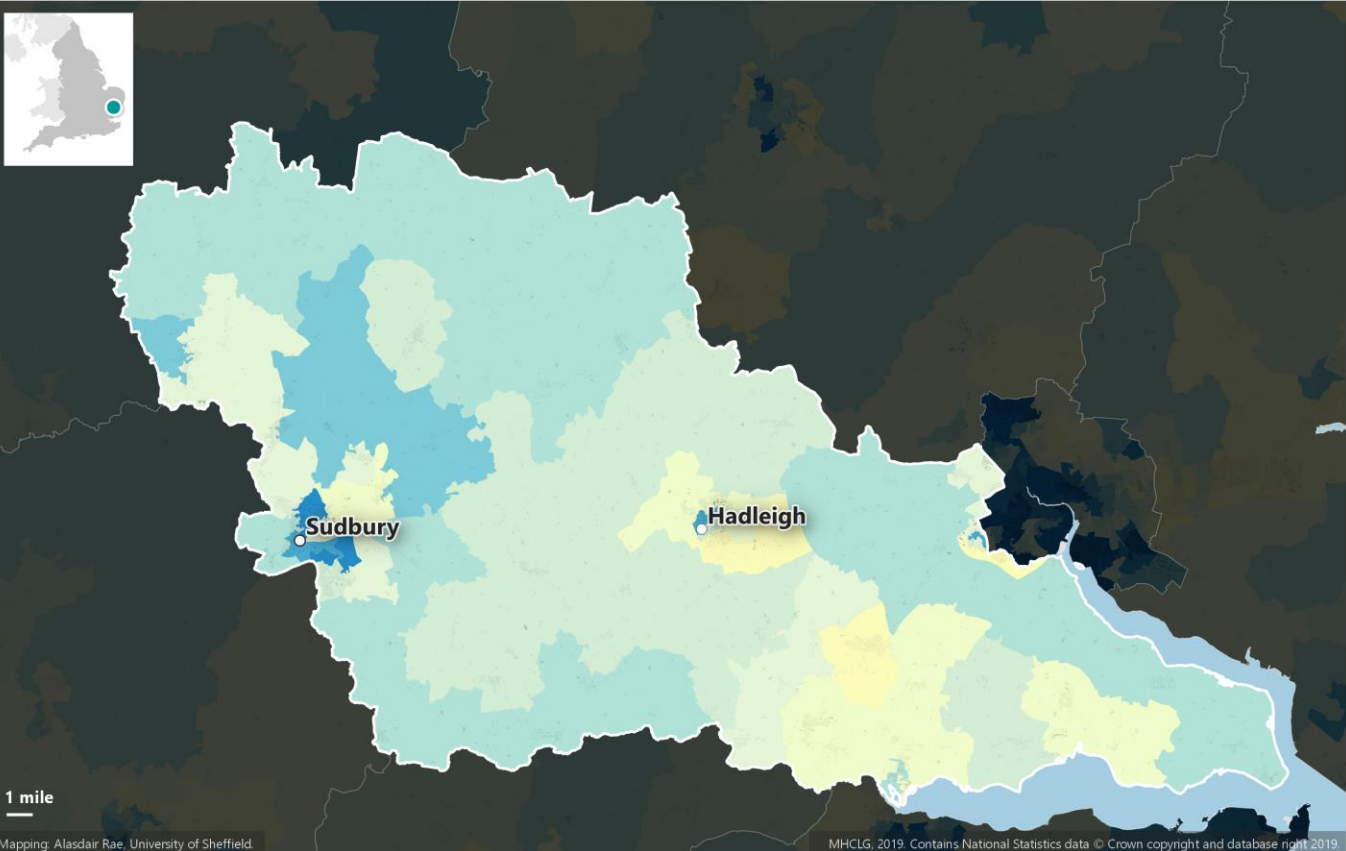 Sudbury
Hadleigh
1 mile
Mapping: Alasdair Rae, University of Sheffield.
MHCLG, 2019. Contains National Statistics data © Crown copyright and database right 2019.